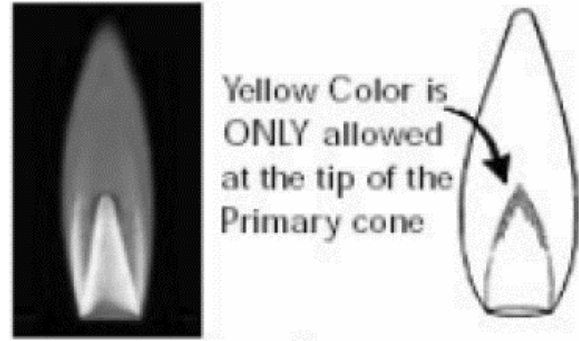 Yellow Color is
ONLY allowed
at the tip of the
Primary cone